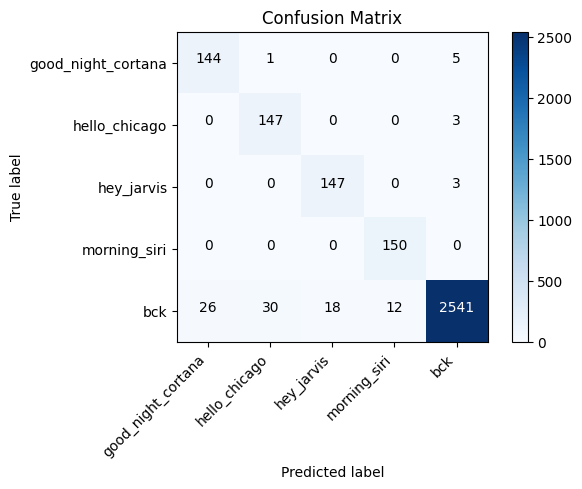 Confusion Matrix
good_night_cortana 144 1 0 0 5
hello_chicago 0 147 0 0 3
hey_jarvis 0 0 147 0 3
morning_siri 0 0 0 150 0
bck 26 30 18 12 2541
good_night_cortana hello_chicago hey_jarvis morning_siri bck
Predicted label
True label
2500
2000
1500
1000
500
0